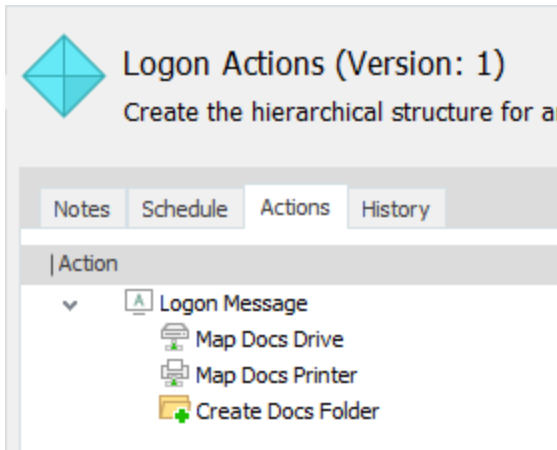 Logon Actions (Version: 1)
Create the hierarchical structure for
Notes Schedule Actions History
Action
Logon Message
Map Docs Drive
Map Docs Printer
Create Docs Folder